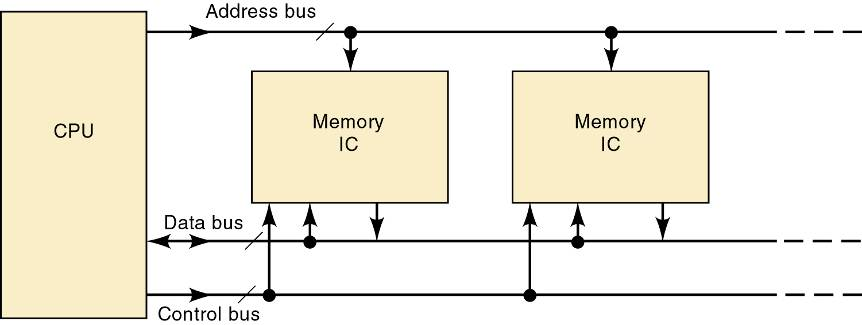 Address bus
CPU
Memory
IC
Memory
IC
Data bus
Control bus